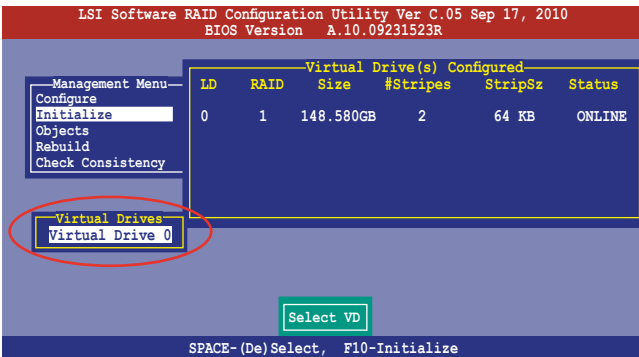 LSI Software RAID Configuration Utility Ver C.05 Sep 17, 2010
BIOS Version A.10.09231523R
Management Menu
Configure
Initialize
Objects
Rebuild
Check Consistency
Virtual Drive(s) Configured
LD RAID Size #Stripes StripSz Status
0 1 148.580GB 2 64 KB ONLINE
Virtual Drives
Virtual Drive 0
Select VD
SPACE-(De)Select, F10-Initialize